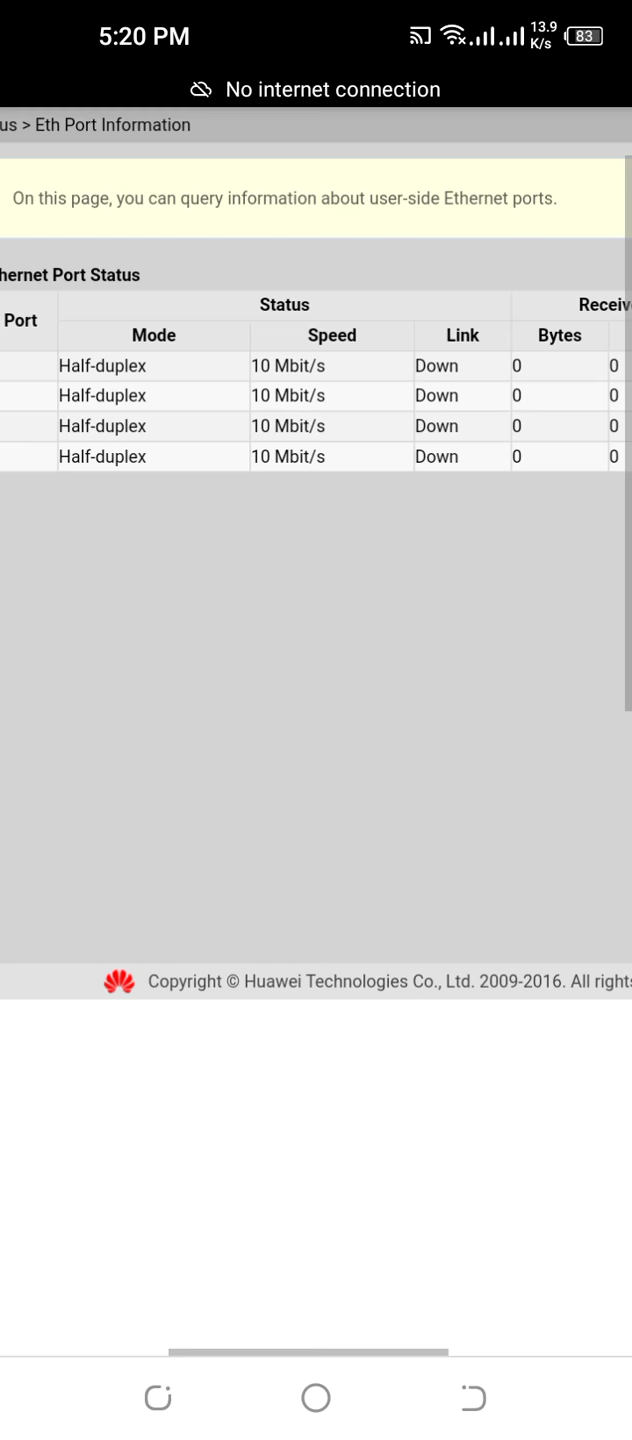 5:20 PM 13.9 K/s 83
No internet connection
us > Eth Port Information
On this page, you can query information about user-side Ethernet ports.
hernet Port Status
Port Status Receiv
Mode Speed Link Bytes
Half-duplex 10 Mbit/s Down 0 0
Half-duplex 10 Mbit/s Down 0 0
Half-duplex 10 Mbit/s Down 0 0
Half-duplex 10 Mbit/s Down 0 0
Copyright © Huawei Technologies Co., Ltd. 2009-2016. All rights